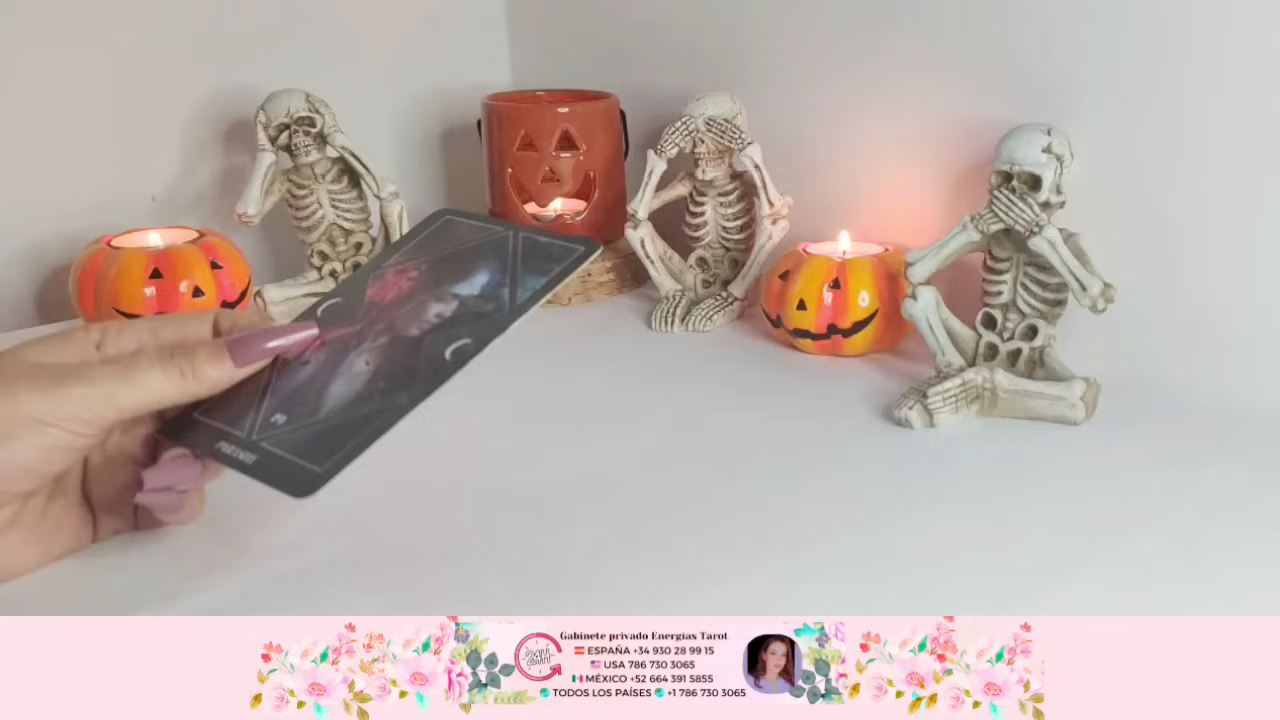 24H
Gabinete privado Energías Tarot
ESPAÑA +34 930 28 99 15
USA 786 730 3065
MÉXICO +52 664 391 5855
TODOS LOS PAÍSES +1 786 730 3065